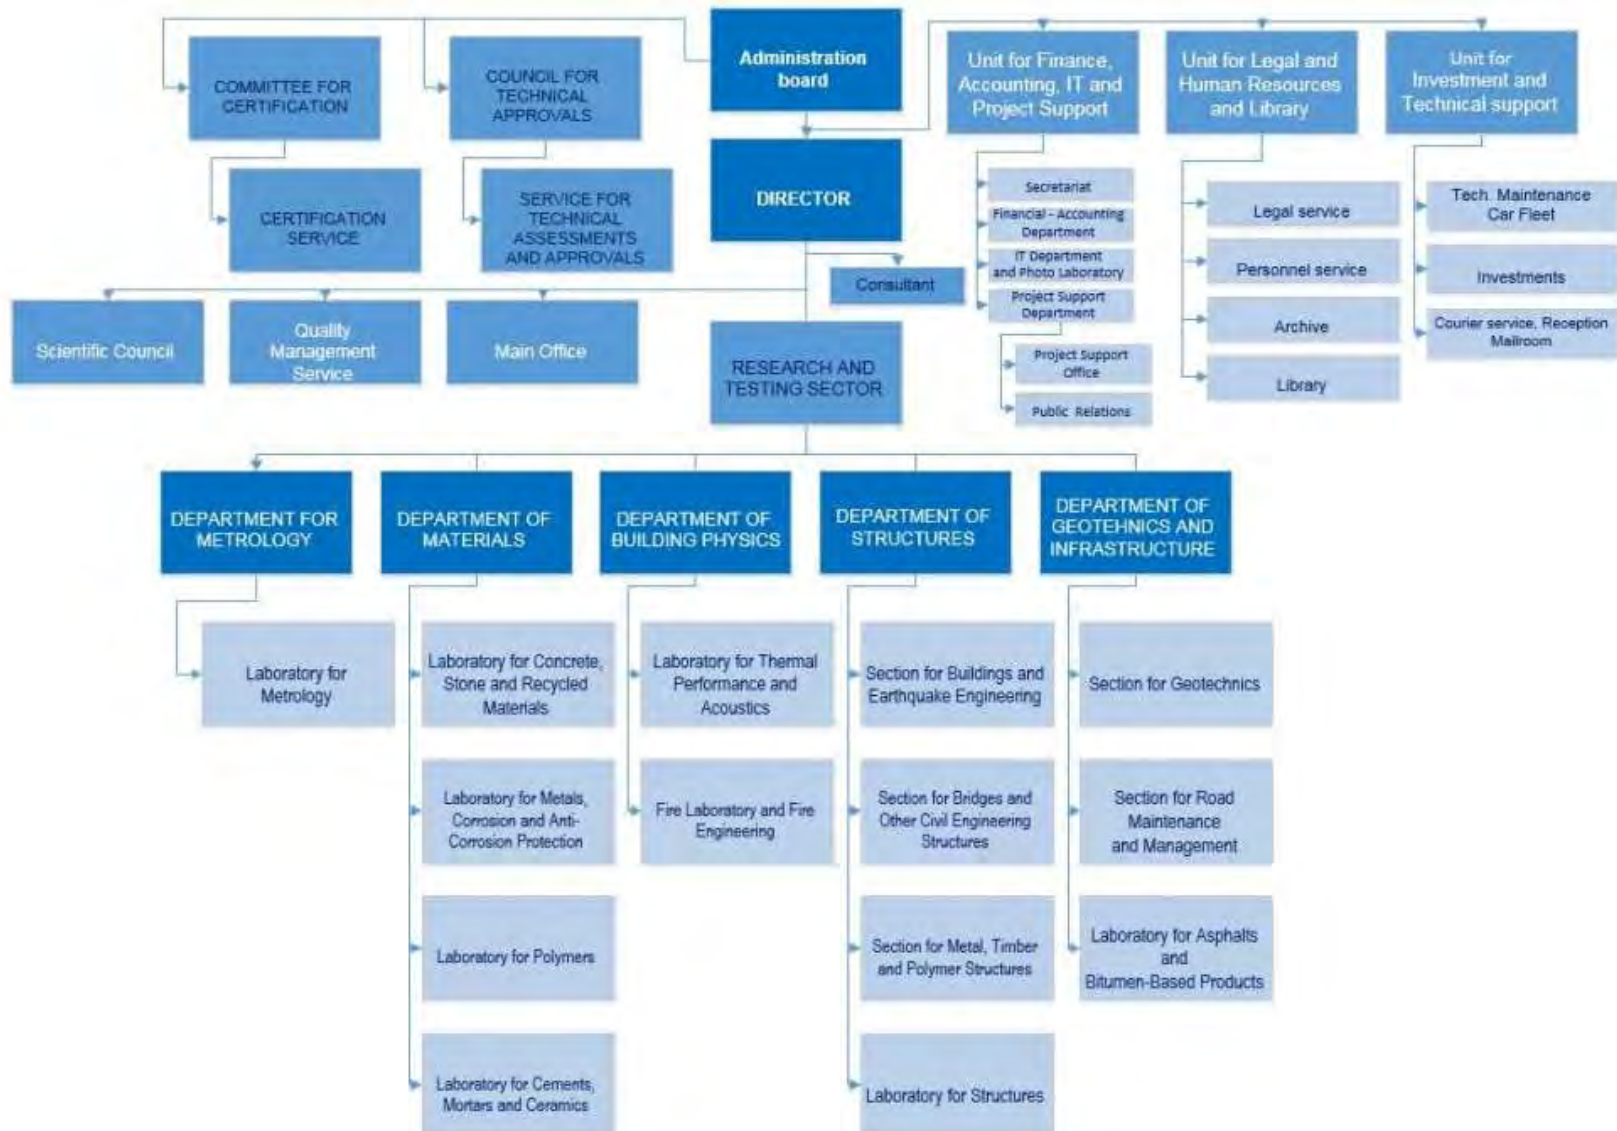 Administration
board
COMMITTEE FOR
CERTIFICATION
COUNCIL FOR
TECHNICAL
APPROVALS
CERTIFICATION
SERVICE
SERVICE FOR
TECHNICAL
ASSESSMENTS
AND APPROVALS
DIRECTOR
Consultant
Unit for Finance,
Accounting, IT and
Project Support
Secretariat
Financial - Accounting
Department
IT Department
and Photo Laboratory
Project Support
Department
Project Support
Office
Public Relations
Unit for Legal and
Human Resources
and Library
Legal service
Personnel service
Archive
Library
Unit for
Investment and
Technical support
Tech. Maintenance
Car Fleet
Investments
Courier service, Reception
Mailroom
Scientific Council
Quality
Management
Service
Main Office
RESEARCH AND
TESTING SECTOR
DEPARTMENT FOR
METROLOGY
Laboratory for
Metrology
DEPARTMENT OF
MATERIALS
Laboratory for Concrete,
Stone and Recycled
Materials
Laboratory for Metals,
Corrosion and Anti-
Corrosion Protection
Laboratory for Polymers
Laboratory for Cements,
Mortars and Ceramics
DEPARTMENT OF
BUILDING PHYSICS
Laboratory for Thermal
Performance and
Acoustics
Fire Laboratory and Fire
Engineering
DEPARTMENT OF
STRUCTURES
Section for Buildings and
Earthquake Engineering
Section for Bridges and
Other Civil Engineering
Structures
Section for Metal, Timber
and Polymer Structures
Laboratory for Structures
DEPARTMENT OF
GEOTEHNICS AND
INFRASTRUCTURE
Section for Geotechnics
Section for Road
Maintenance
and Management
Laboratory for Asphalts
and
Bitumen-Based Products